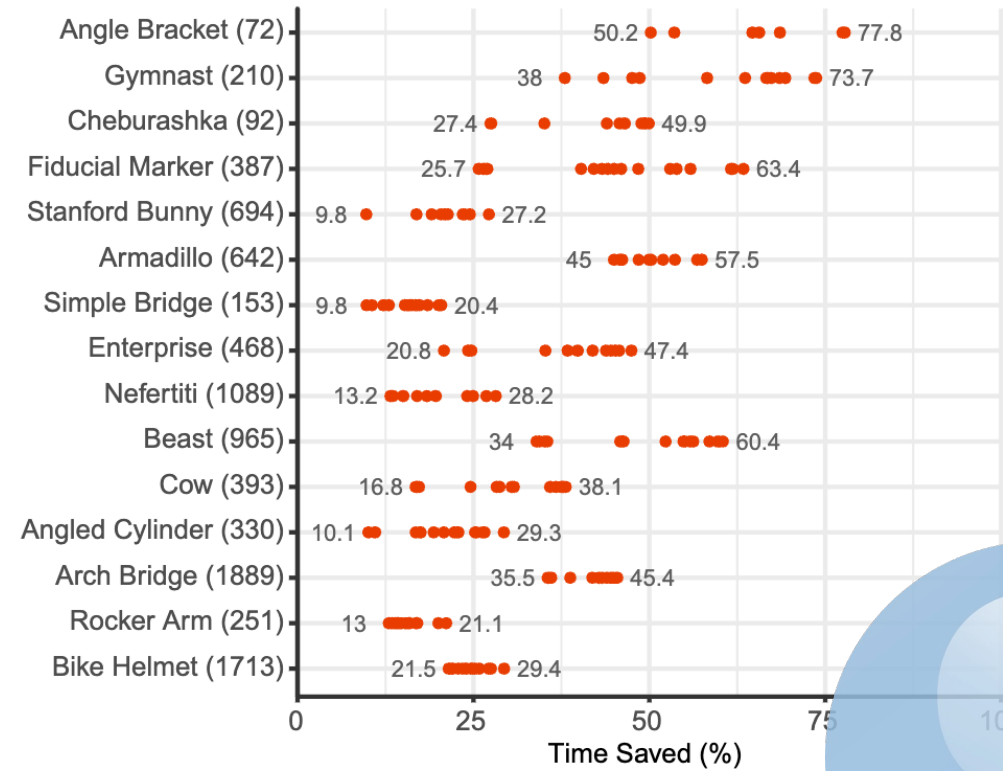 Angle Bracket (72) 50.2 77.8
Gymnast (210) 38 73.7
Cheburashka (92) 27.4 49.9
Fiducial Marker (387) 25.7 63.4
Stanford Bunny (694) 9.8 27.2
Armadillo (642) 45 57.5
Simple Bridge (153) 9.8 20.4
Enterprise (468) 20.8 47.4
Nefertiti (1089) 13.2 28.2
Beast (965) 34 60.4
Cow (393) 16.8 38.1
Angled Cylinder (330) 10.1 29.3
Arch Bridge (1889) 35.5 45.4
Rocker Arm (251) 13 21.1
Bike Helmet (1713) 21.5 29.4
0 25 50 75
Time Saved (%)